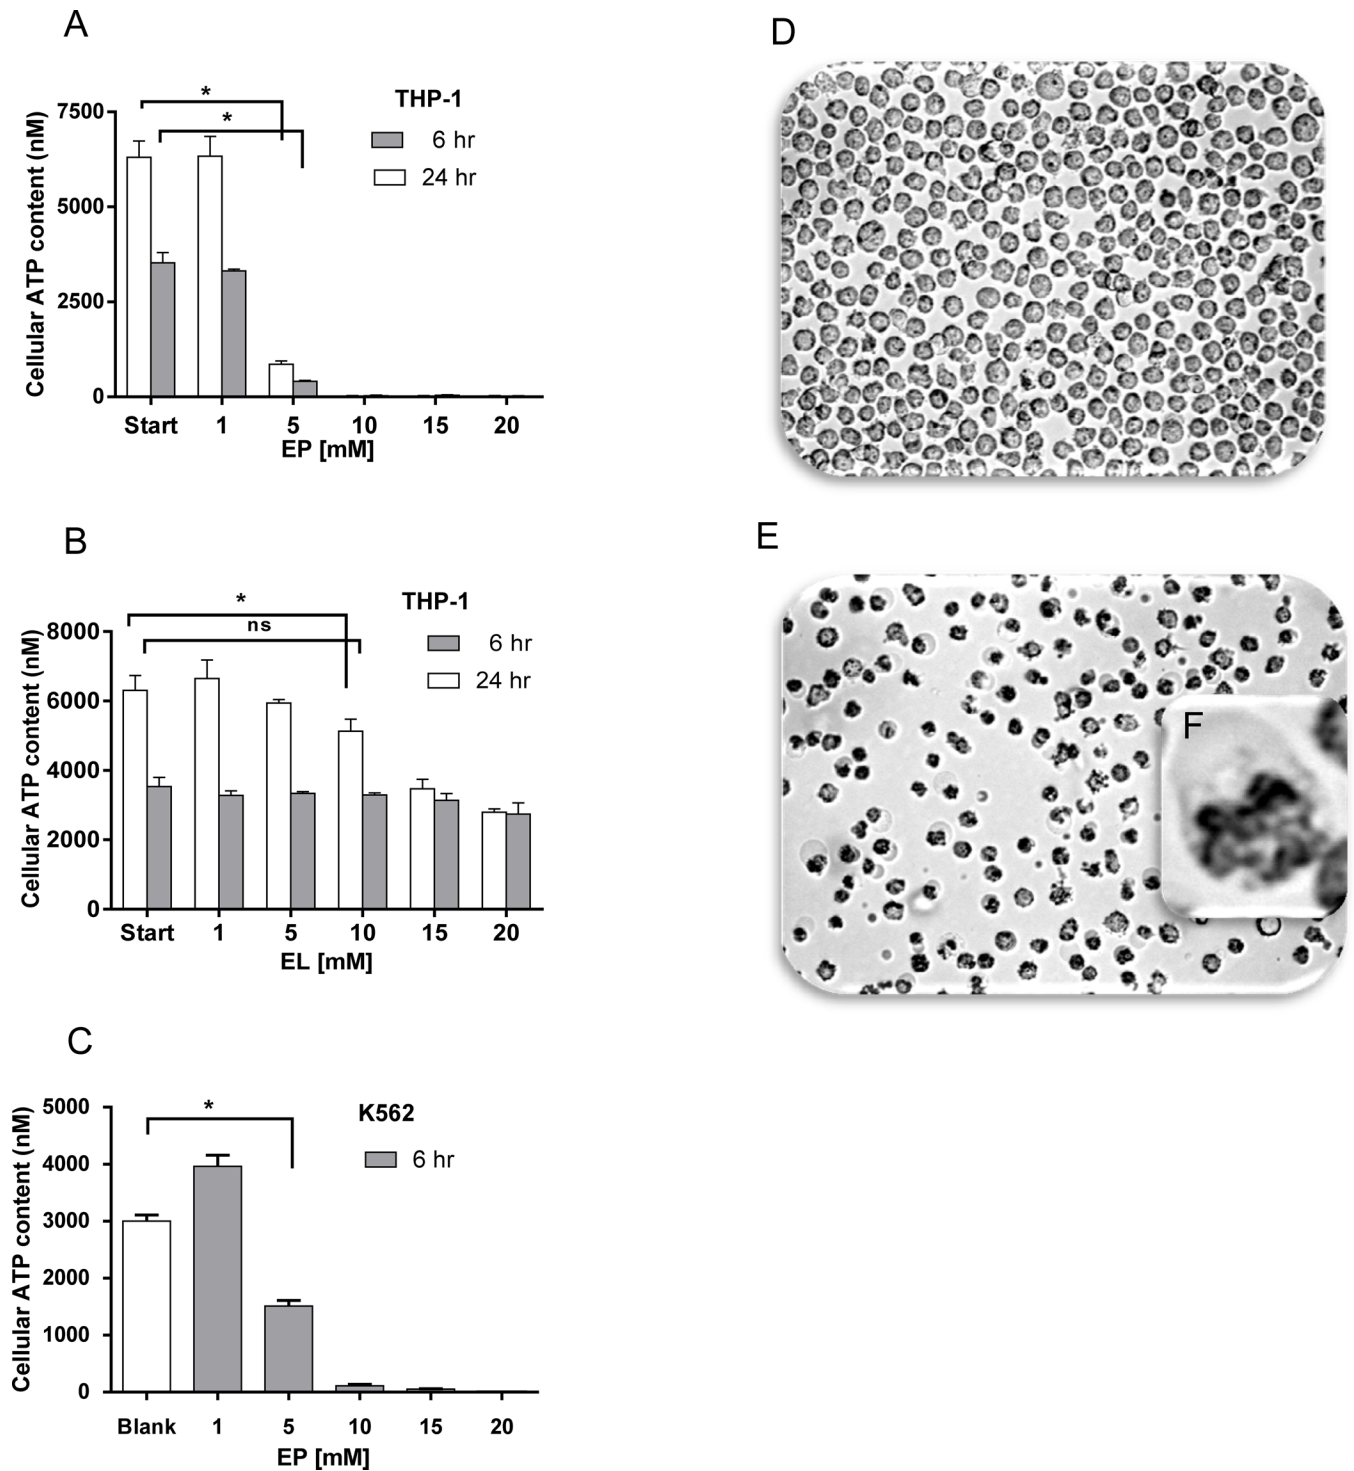 A
THP-1
6 hr
24 hr
*
*
Cellular ATP content (nM)
7500
5000
2500
0
Start 1 5 10 15 20
EP [mM]
B
THP-1
6 hr
24 hr
*
ns
Cellular ATP content (nM)
8000
6000
4000
2000
0
Start 1 5 10 15 20
EL [mM]
C
K562
6 hr
*
Cellular ATP content (nM)
5000
4000
3000
2000
1000
0
Blank 1 5 10 15 20
EP [mM]
D
E
F